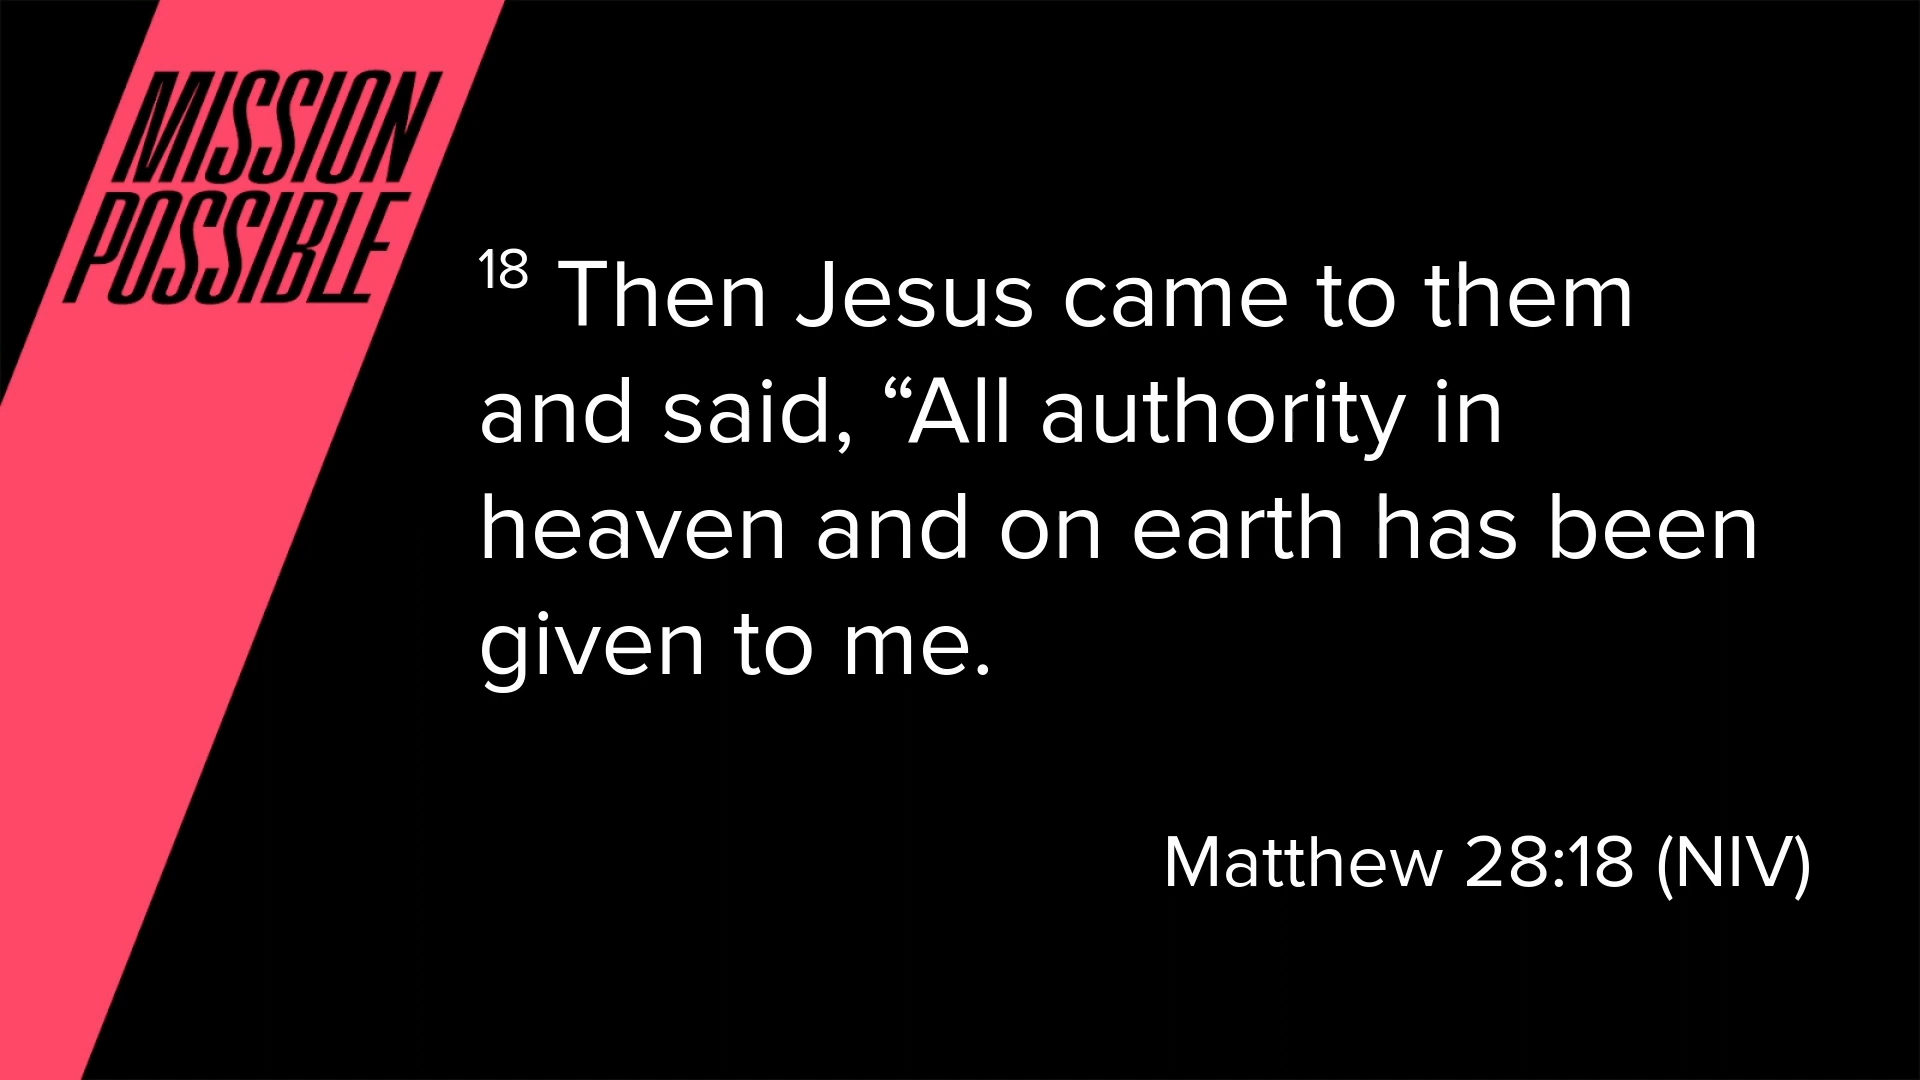 MISSION
POSSIBLE
18 Then Jesus came to them
and said, “All authority in
heaven and on earth has been
given to me.
Matthew 28:18 (NIV)